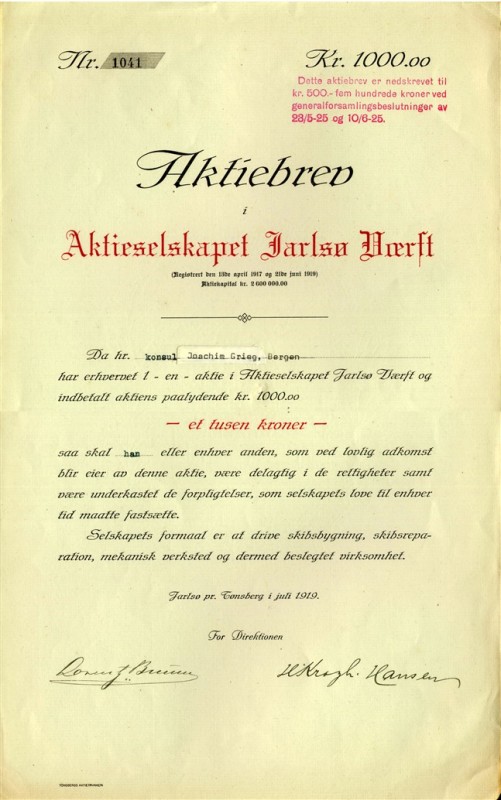 Nr. 1041
Kr. 1000.00
Dette aktiebrev er nedskrevet til
kr. 500.- fem hundrede kroner ved
generalforsamlingsbeslutninger av
28/5-25 og 10/6-25.
Aktiebrev
i
Aktieselskapet Jarlsø Værft
(Registrert den 13de april 1917 og 21de juni 1919)
Aktiekapital kr. 2 600 000.00
Da hr. konsul Joachim Grieg, Bergen
har erhvervet 1 - en - aktie i Aktieselskapet Jarlsø Værft og
indbetalt aktiens paalydende kr. 1000.00
— et tusen kroner —
saa skal han eller enhver anden, som ved lovlig adkomst
blir eier av denne aktie, være delagtig i de rettigheter samt
være underkastet de forpligtelser, som selskapets love til enhver
tid maatte fastsætte.
Selskapets formaal er at drive skibsbygning, skibsrepa-
ration, mekanisk verksted og dermed beslegtet virksomhet.
Jarlsø pr. Tønsberg i juli 1919.
For Direktionen
HKrogh. Hansen